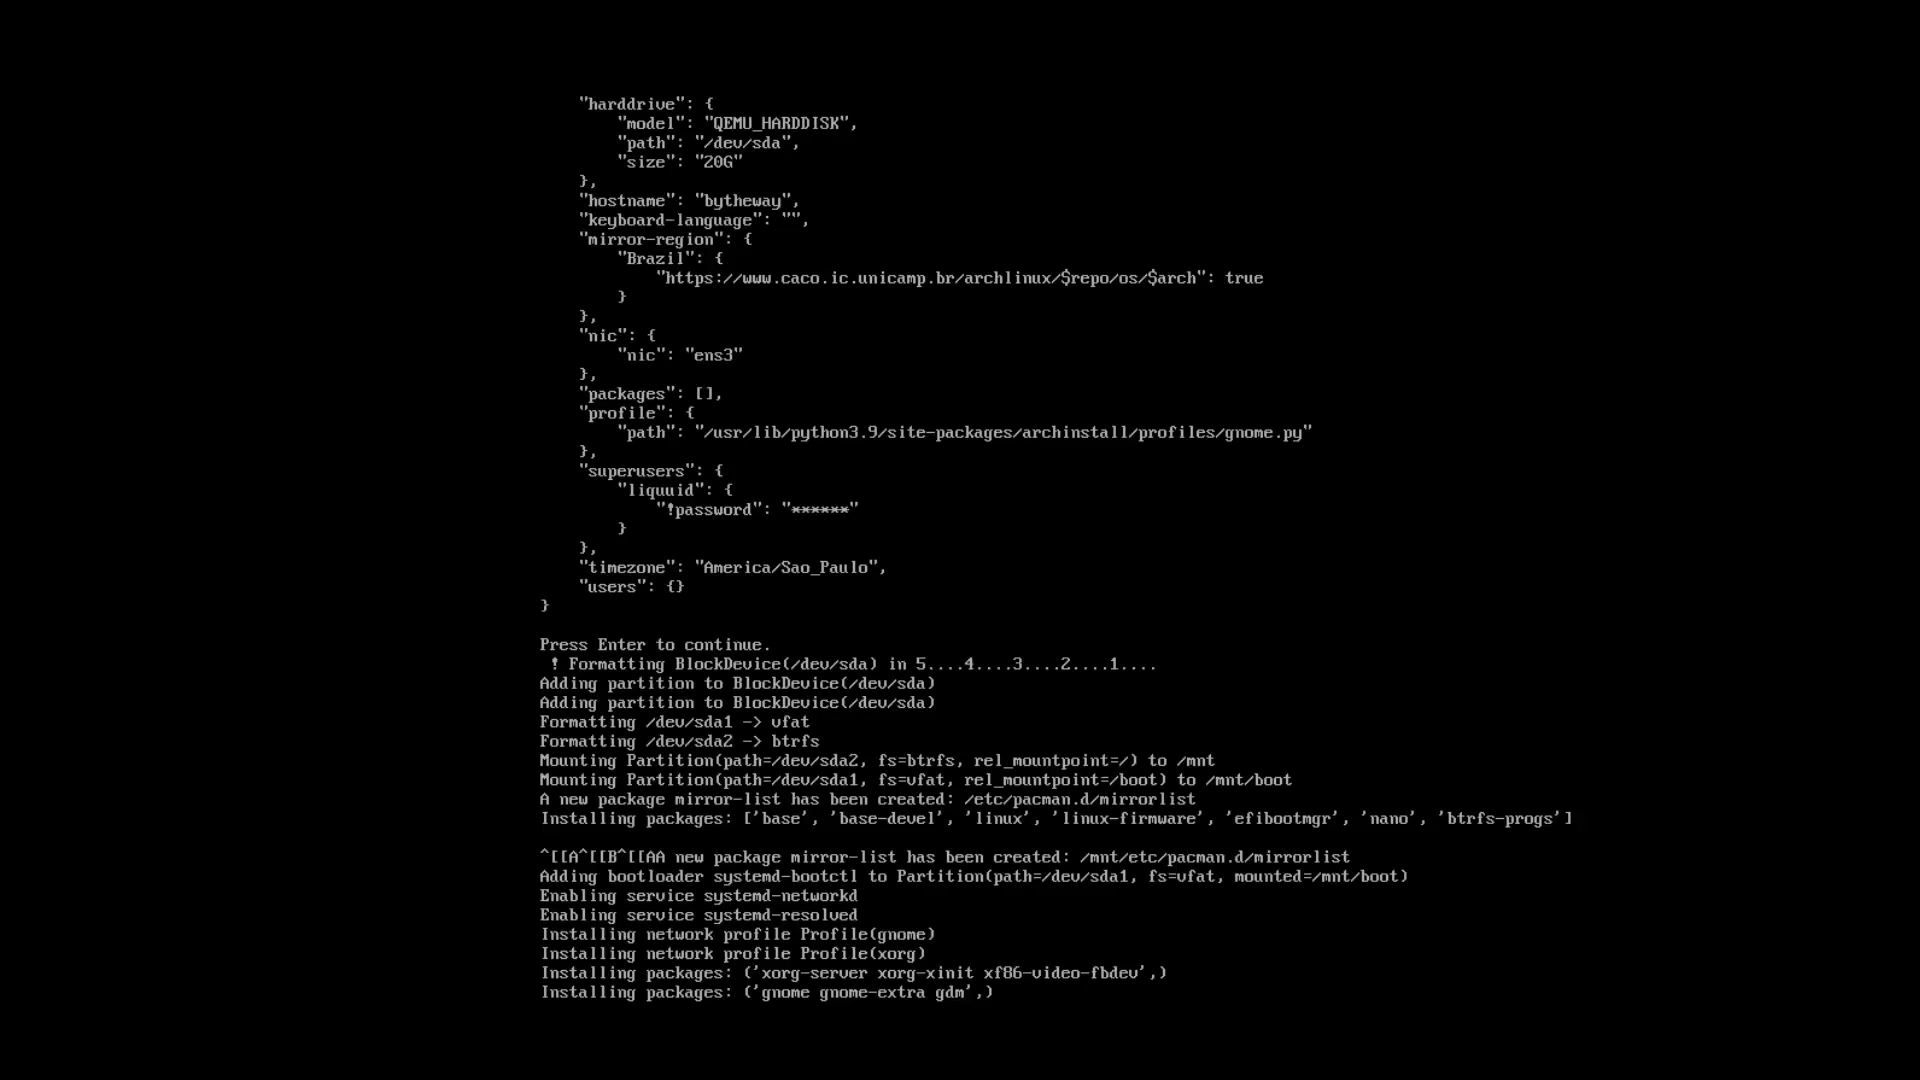 "harddrive": {
"model": "QEMU_HARDDISK",
"path": "/dev/sda",
"size": "20G"
},
"hostname": "bytheway",
"keyboard-language": "",
"mirror-region": {
"Brazil": {
"https://www.caco.ic.unicamp.br/archlinux/$repo/os/$arch": true
}
},
"nic": {
"nic": "ens3"
},
"packages": [],
"profile": {
"path": "/usr/lib/python3.9/site-packages/archinstall/profiles/gnome.py"
},
"superusers": {
"liquuid": {
"!password": "******"
}
},
"timezone": "America/Sao_Paulo",
"users": {}
}
Press Enter to continue.
! Formatting BlockDevice(/dev/sda) in 5....4....3....2....1....
Adding partition to BlockDevice(/dev/sda)
Adding partition to BlockDevice(/dev/sda)
Formatting /dev/sda1 -> vfat
Formatting /dev/sda2 -> btrfs
Mounting Partition(path=/dev/sda2, fs=btrfs, rel_mountpoint=/) to /mnt
Mounting Partition(path=/dev/sda1, fs=vfat, rel_mountpoint=/boot) to /mnt/boot
A new package mirror-list has been created: /etc/pacman.d/mirrorlist
Installing packages: ['base', 'base-devel', 'linux', 'linux-firmware', 'efibootmgr', 'nano', 'btrfs-progs']
^[[A^[[B^[[AA new package mirror-list has been created: /mnt/etc/pacman.d/mirrorlist
Adding bootloader systemd-bootctl to Partition(path=/dev/sda1, fs=vfat, mounted=/mnt/boot)
Enabling service systemd-networkd
Enabling service systemd-resolved
Installing network profile Profile(gnome)
Installing network profile Profile(xorg)
Installing packages: ('xorg-server xorg-xinit xf86-video-fbdev',)
Installing packages: ('gnome gnome-extra gdm',)